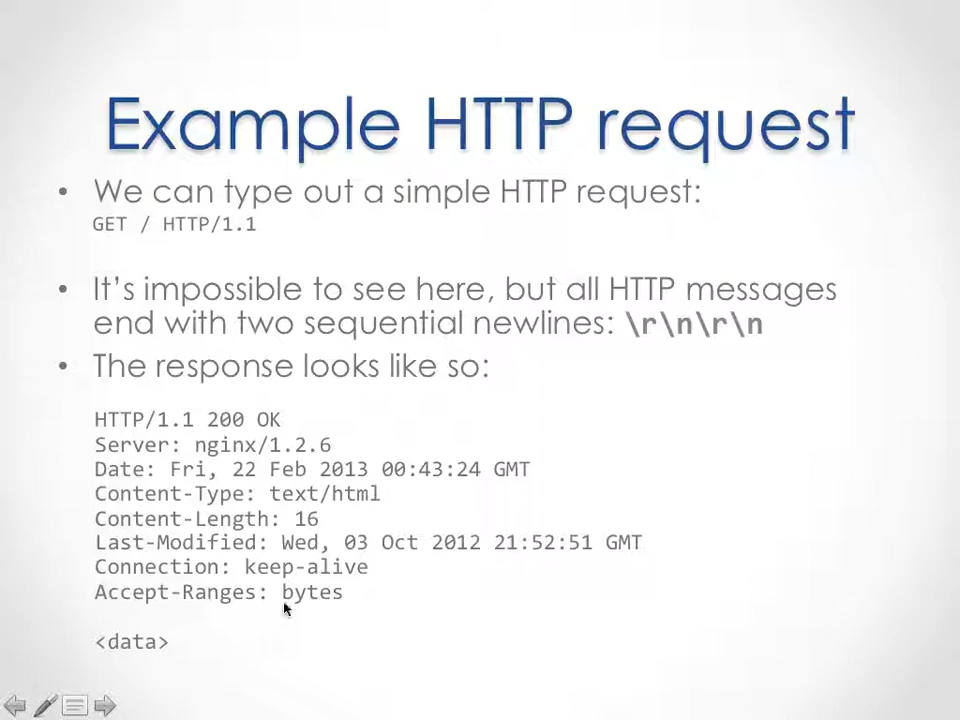 Example HTTP request
• We can type out a simple HTTP request:
GET / HTTP/1.1
• It’s impossible to see here, but all HTTP messages
end with two sequential newlines: \r\n\r\n
• The response looks like so:
HTTP/1.1 200 OK
Server: nginx/1.2.6
Date: Fri, 22 Feb 2013 00:43:24 GMT
Content-Type: text/html
Content-Length: 16
Last-Modified: Wed, 03 Oct 2012 21:52:51 GMT
Connection: keep-alive
Accept-Ranges: bytes
<data>